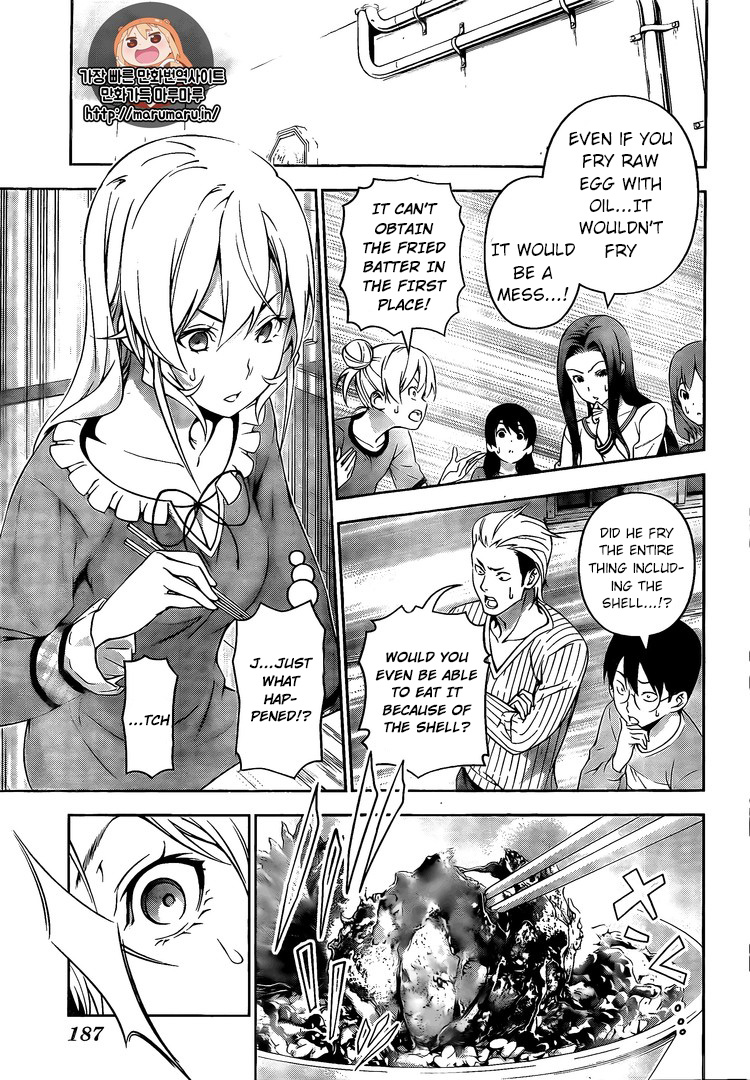 가장 빠른 만화번역사이트
만화가득 마루마루
http://marumaru.in/
EVEN IF YOU
FRY RAW
EGG WITH
OIL...IT
WOULDN'T
FRY
IT WOULD
BE A
MESS...!
IT CAN'T
OBTAIN
THE FRIED
BATTER IN
THE FIRST
PLACE!
DID HE FRY
THE ENTIRE
THING INCLUD-
ING THE
SHELL...!?
WOULD YOU
EVEN BE ABLE
TO EAT IT
BECAUSE OF
THE SHELL?
J...JUST
WHAT
HAP-
PENED!?
...TCH
187